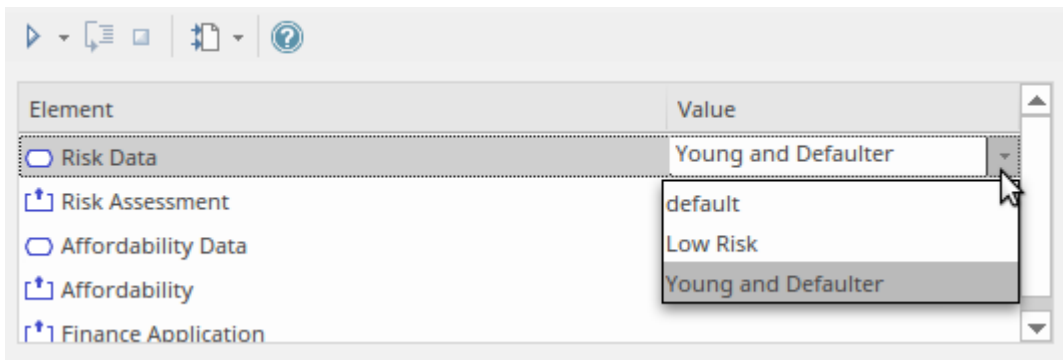 Element Value
Risk Data Young and Defaulter
Risk Assessment default
Affordability Data Low Risk
Affordability Young and Defaulter
Finance Application